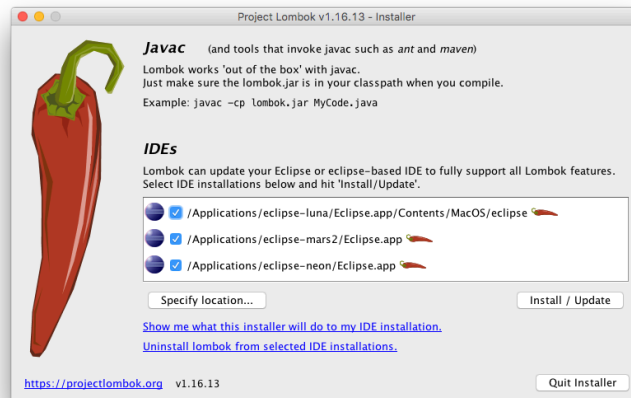 Project Lombok v1.16.13 - Installer
Javac (and tools that invoke javac such as ant and maven)
Lombok works 'out of the box' with javac.
Just make sure the lombok.jar is in your classpath when you compile.
Example: javac -cp lombok.jar MyCode.java
IDEs
Lombok can update your Eclipse or eclipse-based IDE to fully support all Lombok features.
Select IDE installations below and hit 'Install/Update'.
/Applications/eclipse-luna/Eclipse.app/Contents/MacOS/eclipse
/Applications/eclipse-mars2/Eclipse.app
/Applications/eclipse-neon/Eclipse.app
Specify location... Install / Update
Show me what this installer will do to my IDE installation.
Uninstall lombok from selected IDE installations.
https://projectlombok.org v1.16.13 Quit Installer